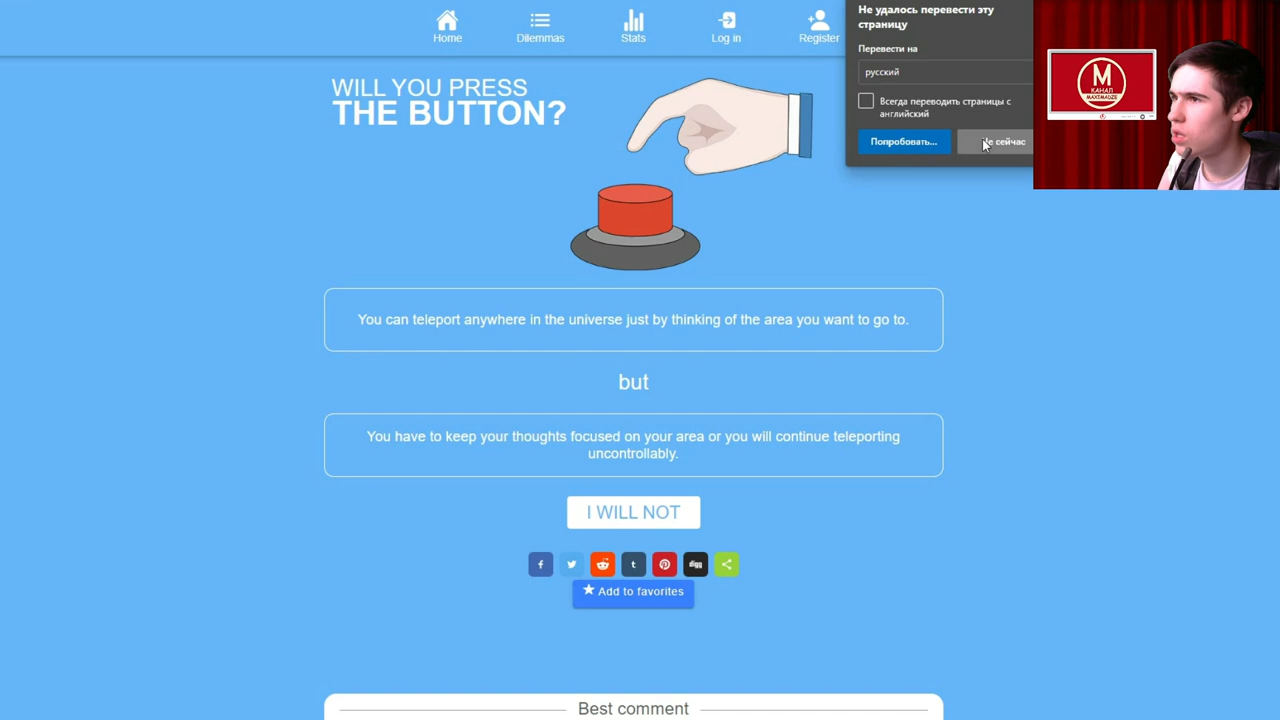 Home
Dilemmas
Stats
Log in
Register
Не удалось перевести эту
страницу
Перевести на
русский
Всегда переводить страницы с
английский
Попробовать...
Не сейчас
М
КАНАЛ
MAXIMADZE
WILL YOU PRESS
THE BUTTON?
You can teleport anywhere in the universe just by thinking of the area you want to go to.
but
You have to keep your thoughts focused on your area or you will continue teleporting
uncontrollably.
I WILL NOT
f
t
digg
Add to favorites
Best comment